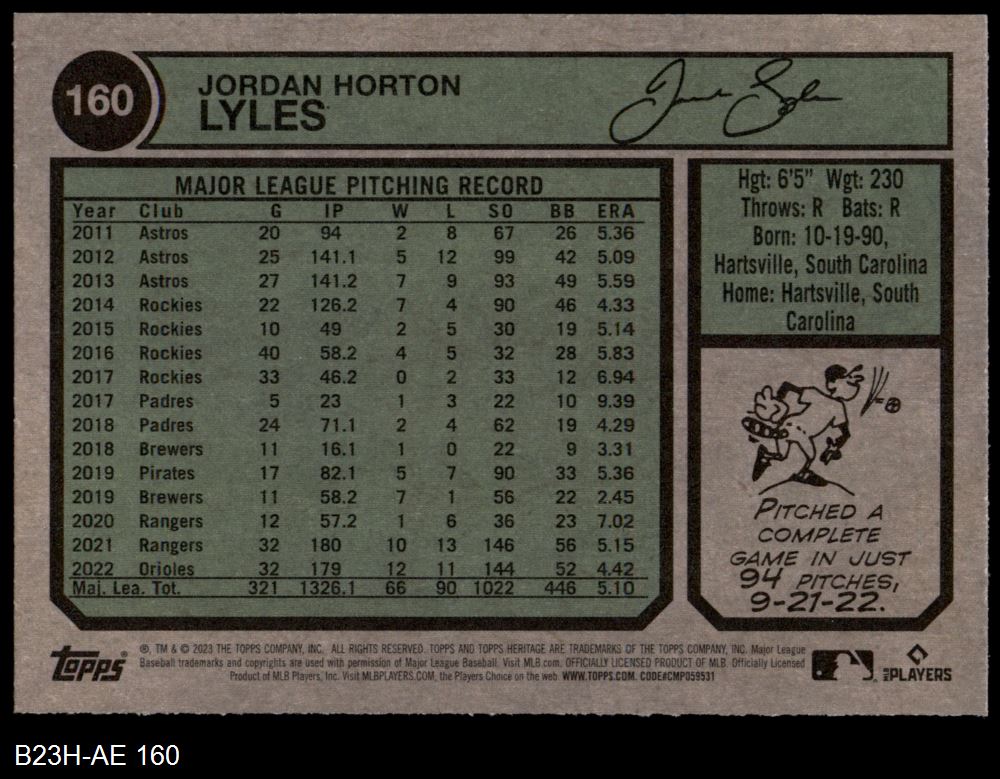 160
JORDAN HORTON
LYLES
MAJOR LEAGUE PITCHING RECORD
Year Club G IP W L SO BB ERA
2011 Astros 20 94 2 8 67 26 5.36
2012 Astros 25 141.1 5 12 99 42 5.09
2013 Astros 27 141.2 7 9 93 49 5.59
2014 Rockies 22 126.2 7 4 90 46 4.33
2015 Rockies 10 49 2 5 30 19 5.14
2016 Rockies 40 58.2 4 5 32 28 5.83
2017 Rockies 33 46.2 0 2 33 12 6.94
2017 Padres 5 23 1 3 22 10 9.39
2018 Padres 24 71.1 2 4 62 19 4.29
2018 Brewers 11 16.1 1 0 22 9 3.31
2019 Pirates 17 82.1 5 7 90 33 5.36
2019 Brewers 11 58.2 7 1 56 22 2.45
2020 Rangers 12 57.2 1 6 36 23 7.02
2021 Rangers 32 180 10 13 146 56 5.15
2022 Orioles 32 179 12 11 144 52 4.42
Maj. Lea. Tot. 321 1326.1 66 90 1022 446 5.10
Hgt: 6'5" Wgt: 230
Throws: R Bats: R
Born: 10-19-90,
Hartsville, South Carolina
Home: Hartsville, South
Carolina
PITCHED A
COMPLETE
GAME IN JUST
94 PITCHES,
9-21-22.
Topps®
®, TM & © 2023 THE TOPPS COMPANY, INC. ALL RIGHTS RESERVED. TOPPS AND TOPPS HERITAGE ARE TRADEMARKS OF THE TOPPS COMPANY, INC. Major League
Baseball trademarks and copyrights are used with permission of Major League Baseball. Visit MLB.com. OFFICIALLY LICENSED PRODUCT OF MLB. Officially Licensed
Product of MLB Players, Inc. Visit MLBPLAYERS.COM, the Players Choice on the web. WWW.TOPPS.COM. CODE#CMP059531
MLB PLAYERS
B23H-AE 160